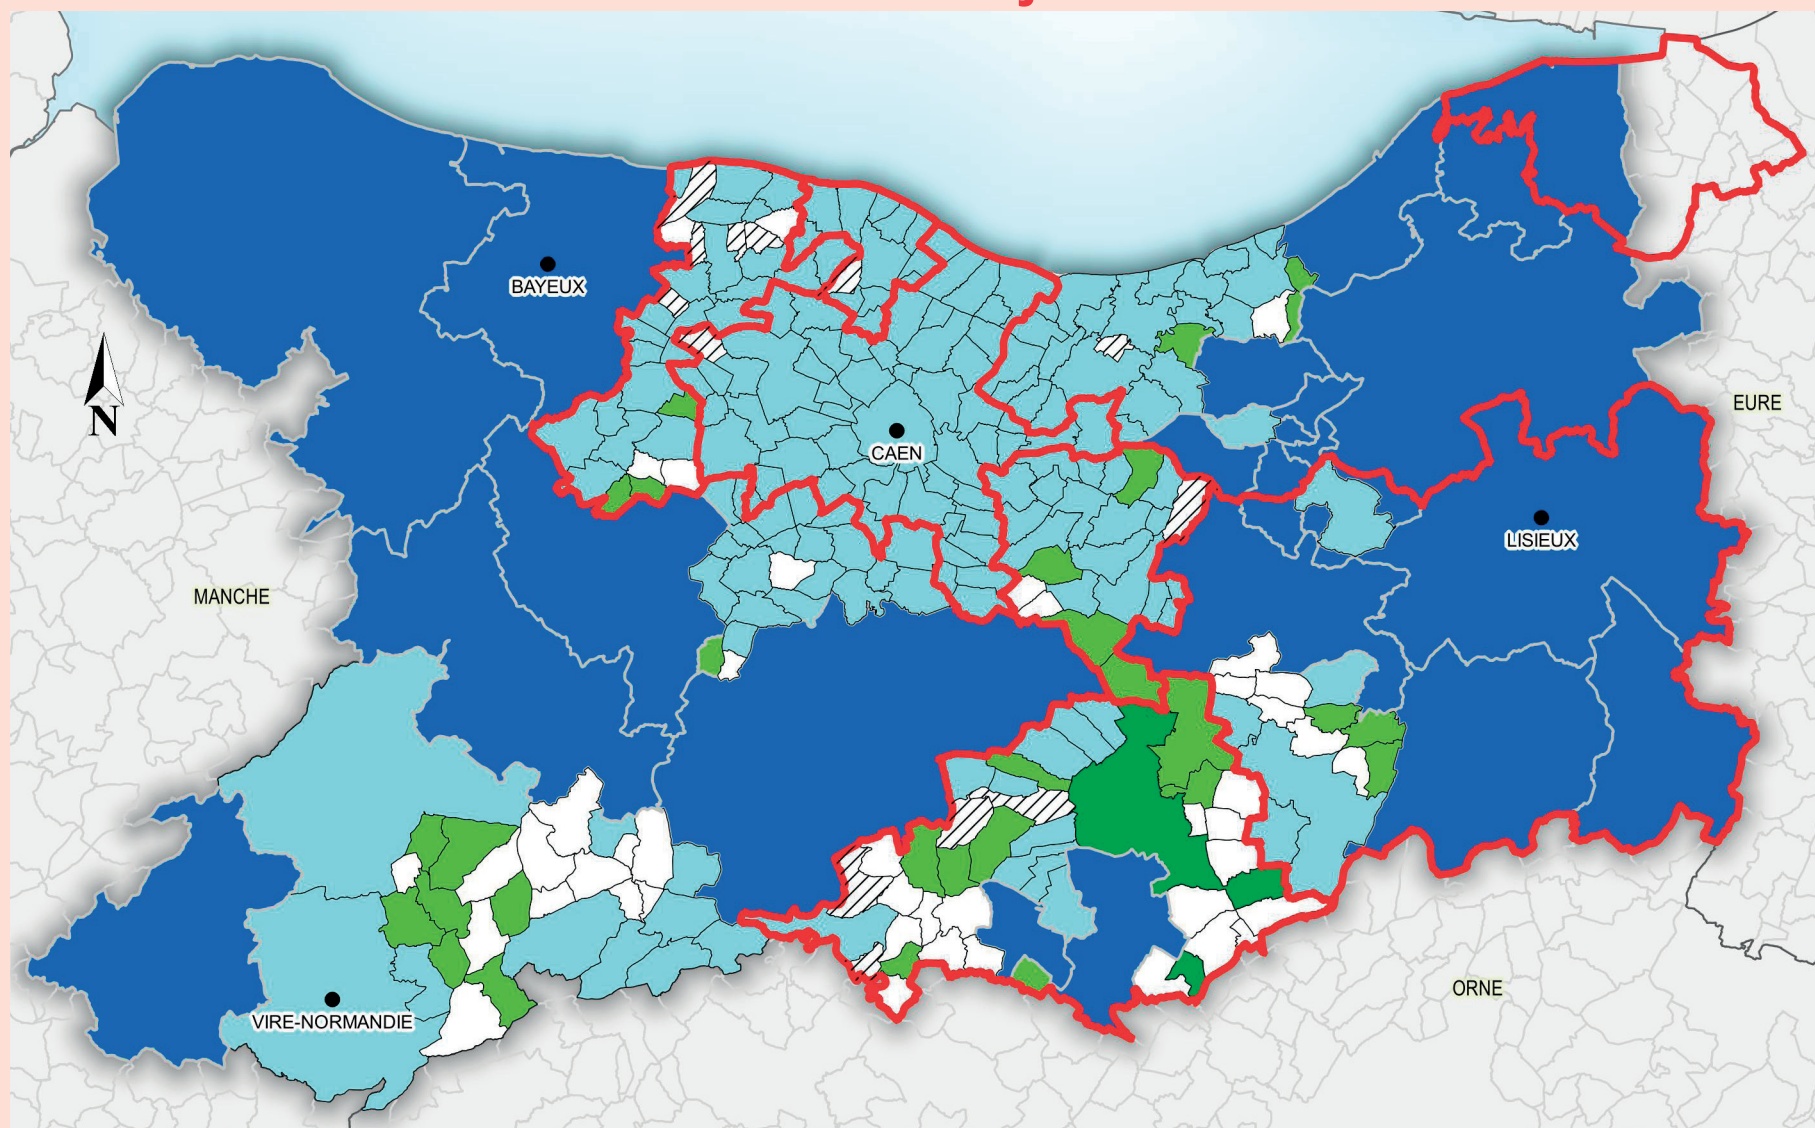 BAYEUX
EURE
N
CAEN
LISIEUX
MANCHE
ORNE
VIRE-NORMANDIE